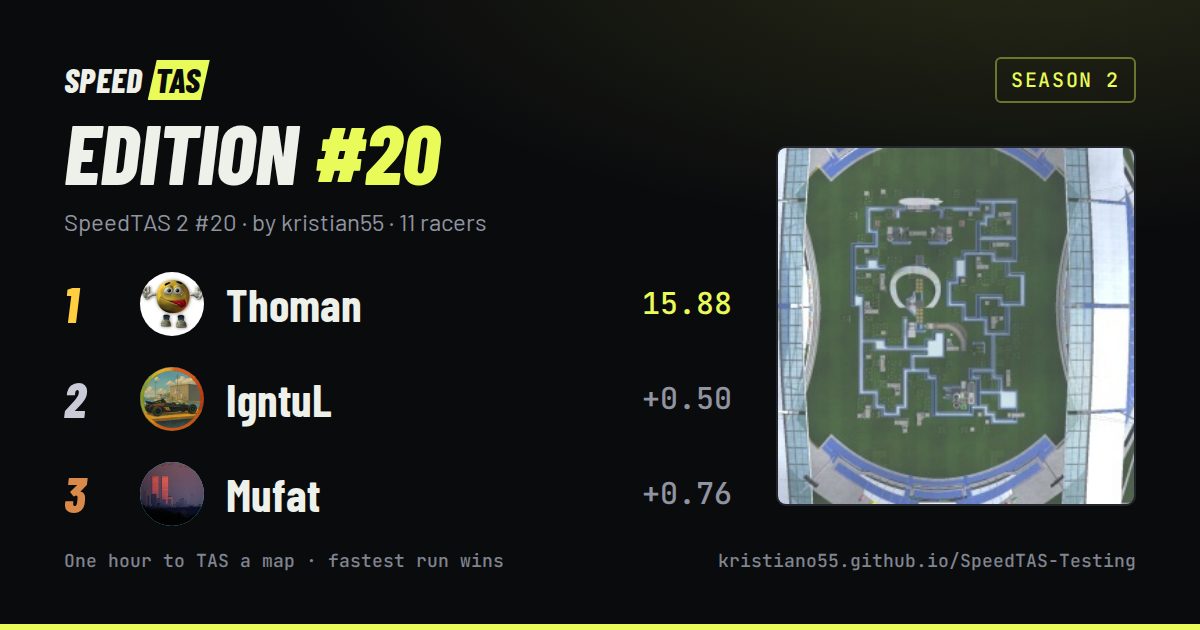 SPEED TAS
SEASON 2
EDITION #20
SpeedTAS 2 #20 · by kristian55 · 11 racers
1 Thoman 15.88
2 IgntuL +0.50
3 Mufat +0.76
One hour to TAS a map · fastest run wins
kristiano55.github.io/SpeedTAS-Testing